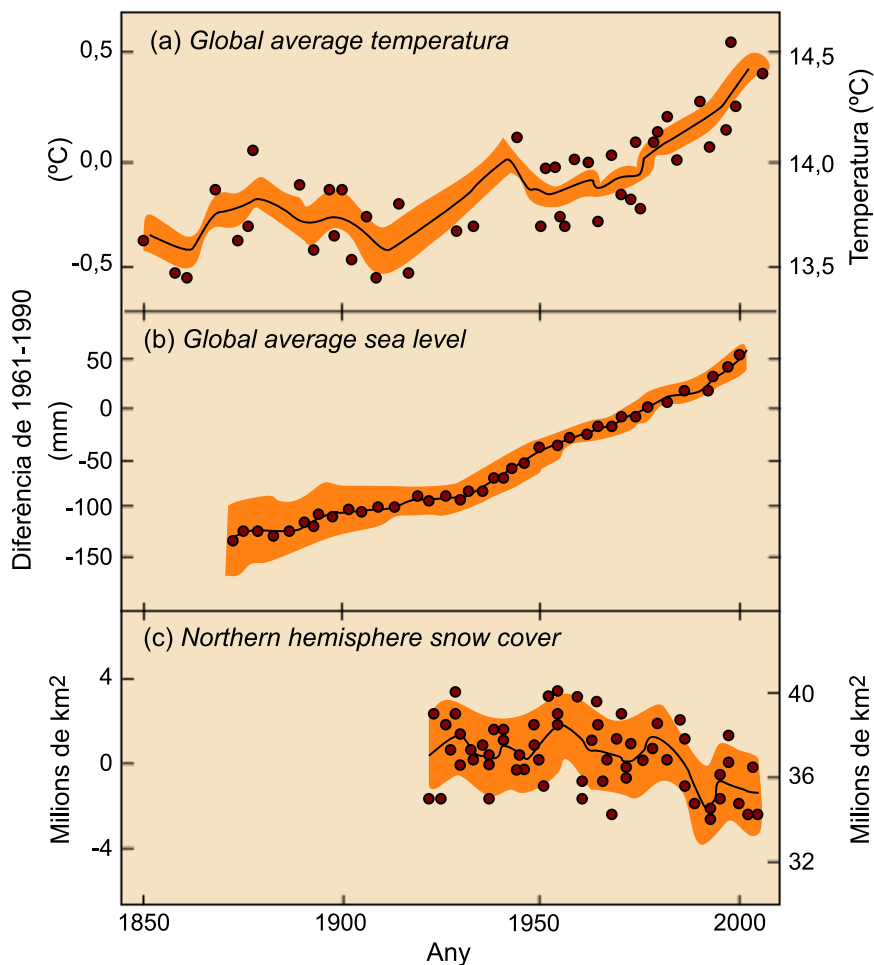 (a) Global average temperatura
0,5
0,0
-0,5
(ºC)
14,5
14,0
13,5
Temperatura (ºC)
(b) Global average sea level
50
0
-50
-100
-150
Diferència de 1961-1990
(mm)
(c) Northern hemisphere snow cover
4
0
-4
Milions de km2
40
36
32
Milions de km2
1850
1900
1950
2000
Any